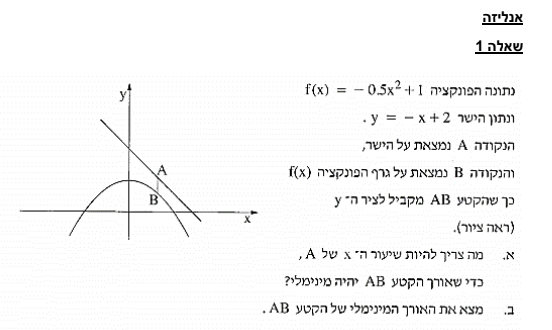 אנליזה
שאלה 1
נתונה הפונקציה f(x) = – 0.5x² + 1
ונתון הישר y = – x + 2 .
הנקודה A נמצאת על הישר,
והנקודה B נמצאת על גרף הפונקציה f(x)
כך שהקטע AB מקביל לציר ה־ y
(ראה ציור).
א. מה צריך להיות שיעור ה־ x של A ,
כדי שאורך הקטע AB יהיה מינימלי?
ב. מצא את האורך המינימלי של הקטע AB .
y
A
B
x